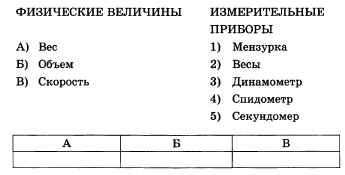 ФИЗИЧЕСКИЕ ВЕЛИЧИНЫ
А) Вес
Б) Объем
В) Скорость
ИЗМЕРИТЕЛЬНЫЕ
ПРИБОРЫ
1) Мензурка
2) Весы
3) Динамометр
4) Спидометр
5) Секундомер
А Б В